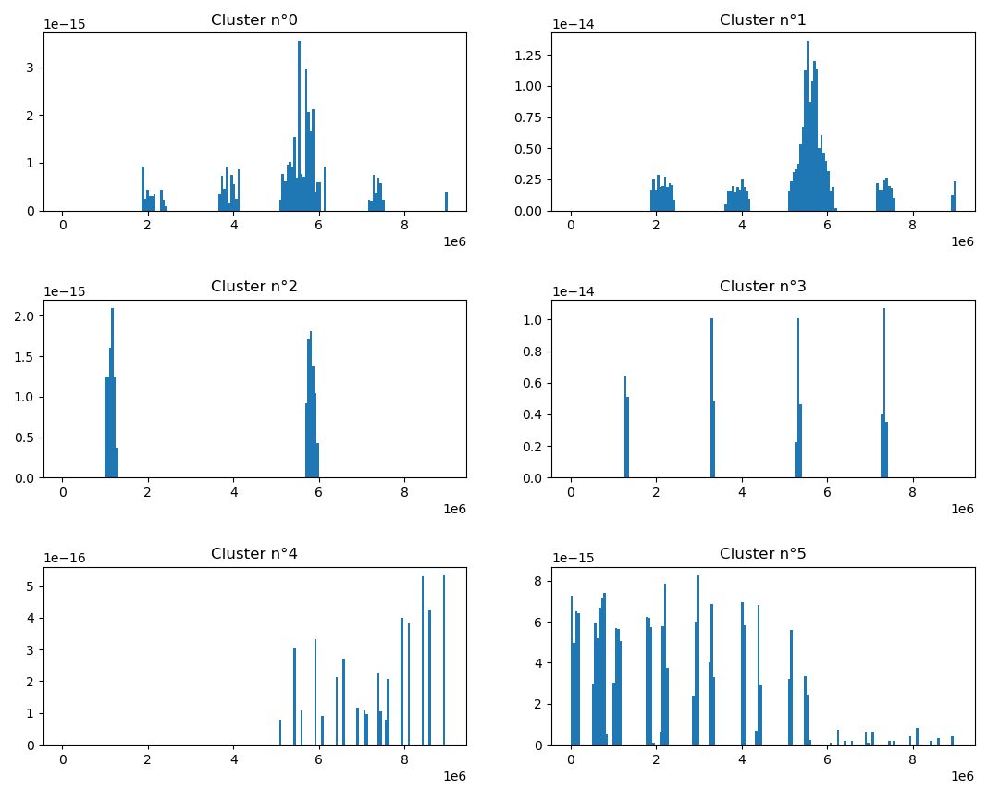 Cluster n°0
1e−15
3
2
1
0
0 2 4 6 8
1e6
Cluster n°1
1e−14
1.25
1.00
0.75
0.50
0.25
0.00
0 2 4 6 8
1e6
Cluster n°2
1e−15
2.0
1.5
1.0
0.5
0.0
0 2 4 6 8
1e6
Cluster n°3
1e−14
1.0
0.8
0.6
0.4
0.2
0.0
0 2 4 6 8
1e6
Cluster n°4
1e−16
5
4
3
2
1
0
0 2 4 6 8
1e6
Cluster n°5
1e−15
8
6
4
2
0
0 2 4 6 8
1e6